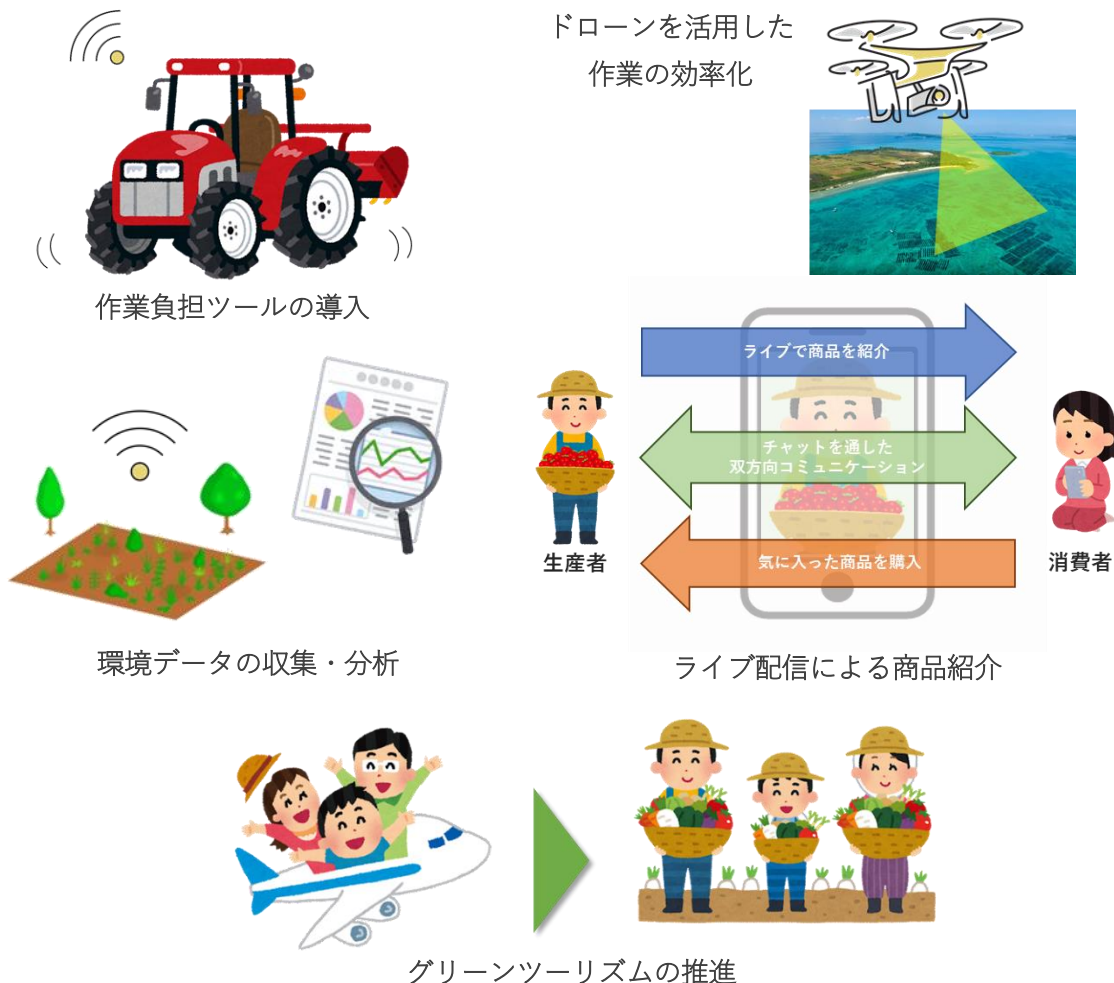 ドローンを活用した
作業の効率化
作業負担ツールの導入
ライブで商品を紹介
チャットを通した
双方向コミュニケーション
気に入った商品を購入
生産者
消費者
環境データの収集・分析
ライブ配信による商品紹介
グリーンツーリズムの推進